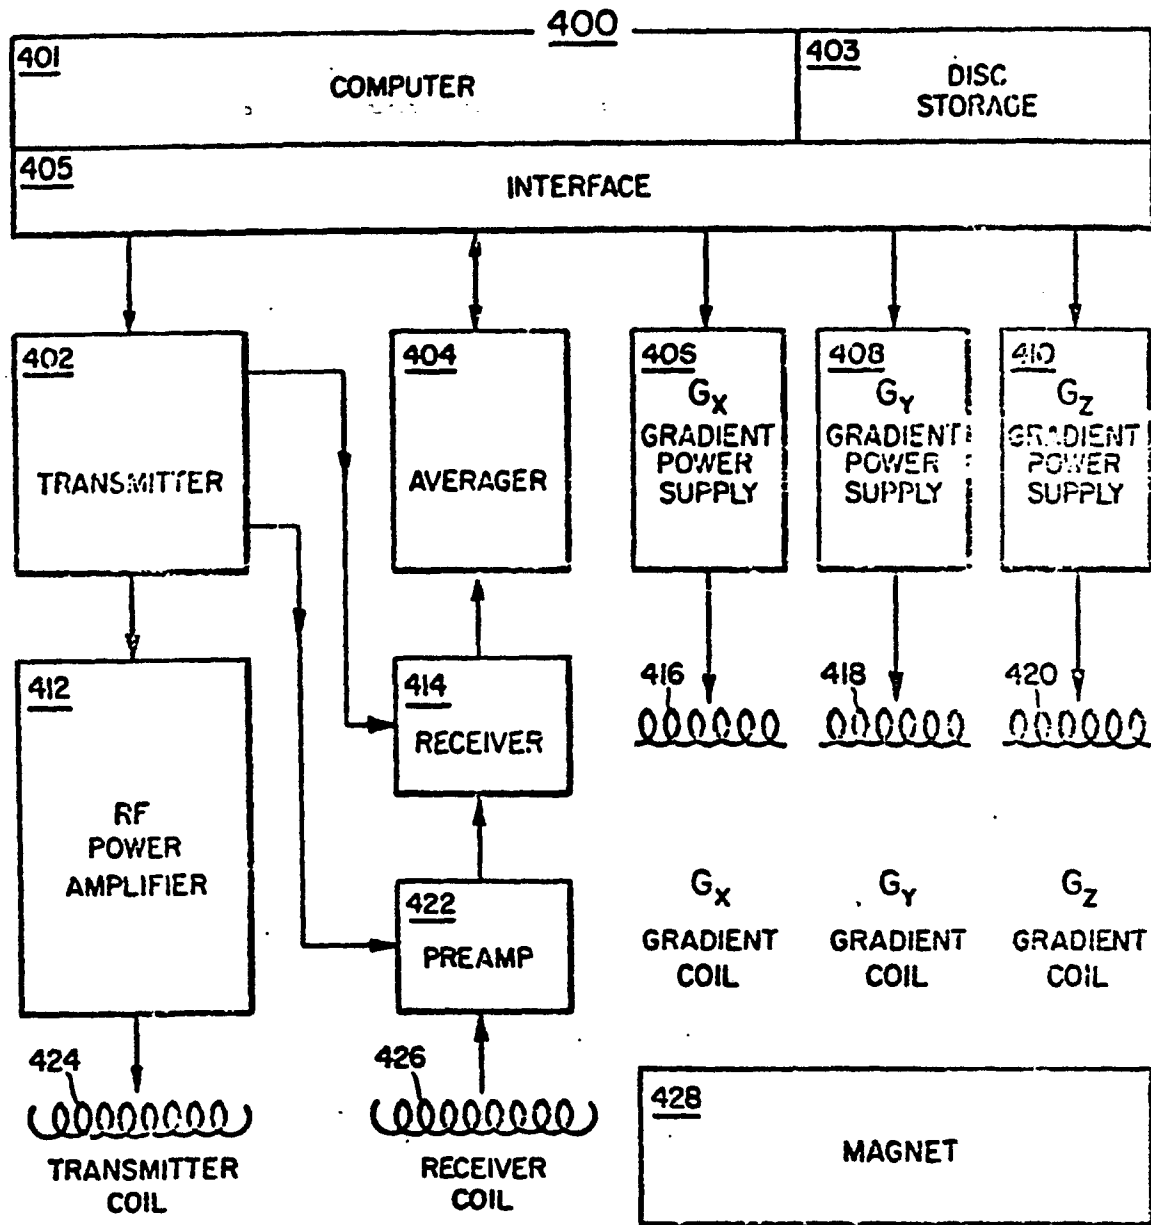 400
401
COMPUTER
403
DISC
STORAGE
405
INTERFACE
402
TRANSMITTER
404
AVERAGER
406
GX
GRADIENT
POWER
SUPPLY
408
GY
GRADIENT
POWER
SUPPLY
410
GZ
GRADIENT
POWER
SUPPLY
412
RF
POWER
AMPLIFIER
414
RECEIVER
416
418
420
422
PREAMP
GX
GRADIENT
COIL
GY
GRADIENT
COIL
GZ
GRADIENT
COIL
424
TRANSMITTER
COIL
426
RECEIVER
COIL
428
MAGNET